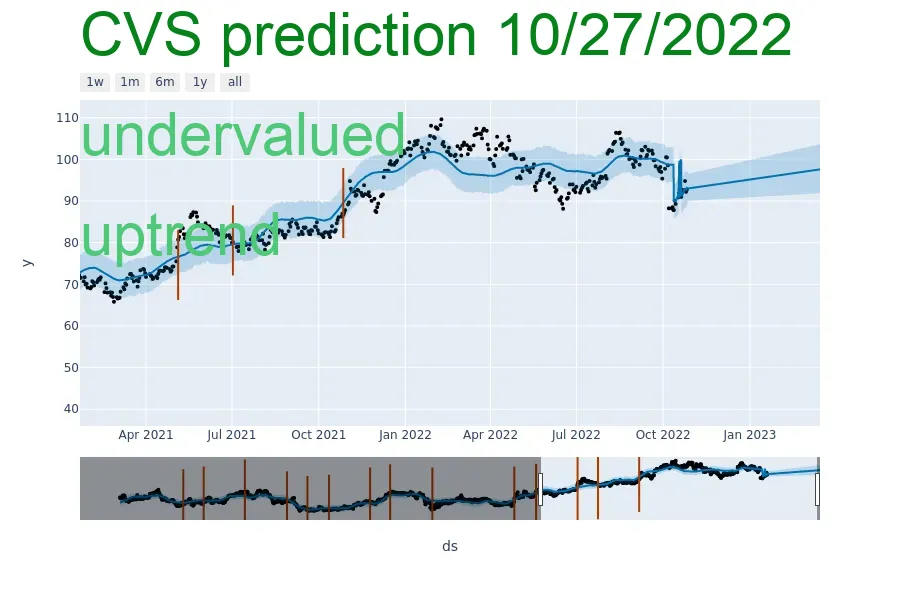 CVS prediction 10/27/2022
1w 1m 6m 1y all
undervalued
uptrend
110
100
90
80
70
60
50
40
y
Apr 2021 Jul 2021 Oct 2021 Jan 2022 Apr 2022 Jul 2022 Oct 2022 Jan 2023
ds